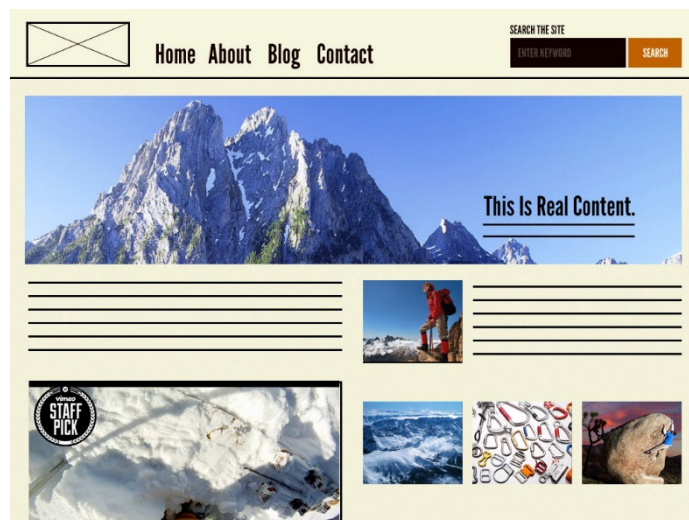 SEARCH THE SITE
Home About Blog Contact
ENTER KEYWORD
SEARCH
This Is Real Content.
vimeo
STAFF
PICK